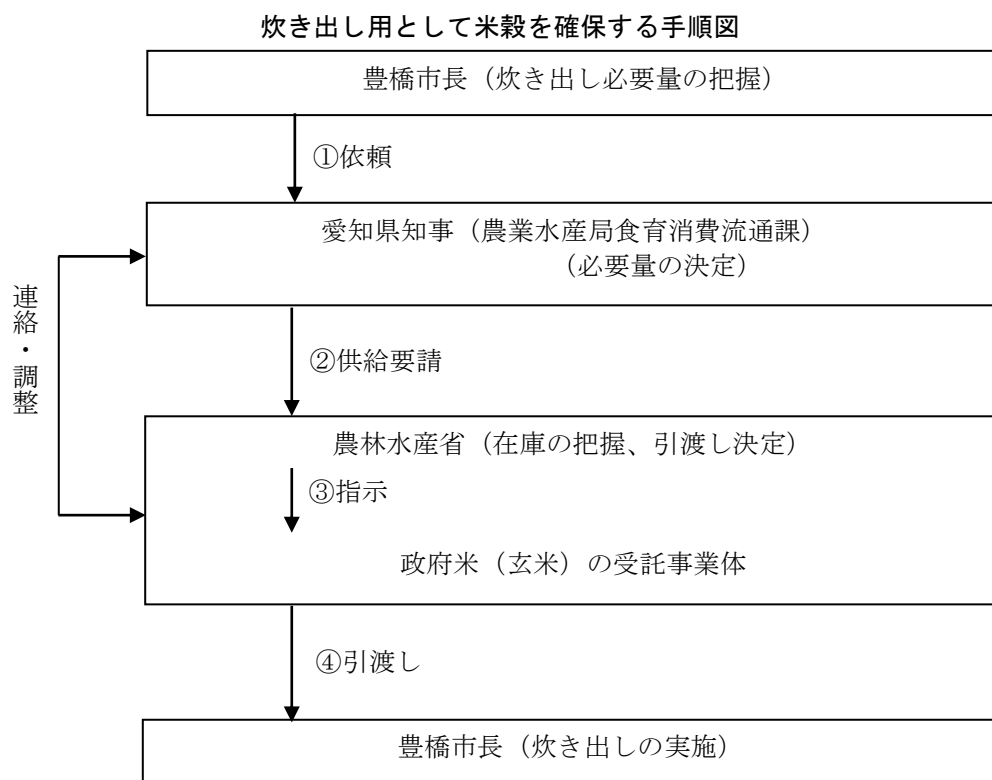 炊き出し用として米穀を確保する手順図
豊橋市長（炊き出し必要量の把握）
①依頼
愛知県知事（農業水産局食育消費流通課）
（必要量の決定）
連絡・調整
②供給要請
農林水産省（在庫の把握、引渡し決定）
③指示
政府米（玄米）の受託事業体
④引渡し
豊橋市長（炊き出しの実施）